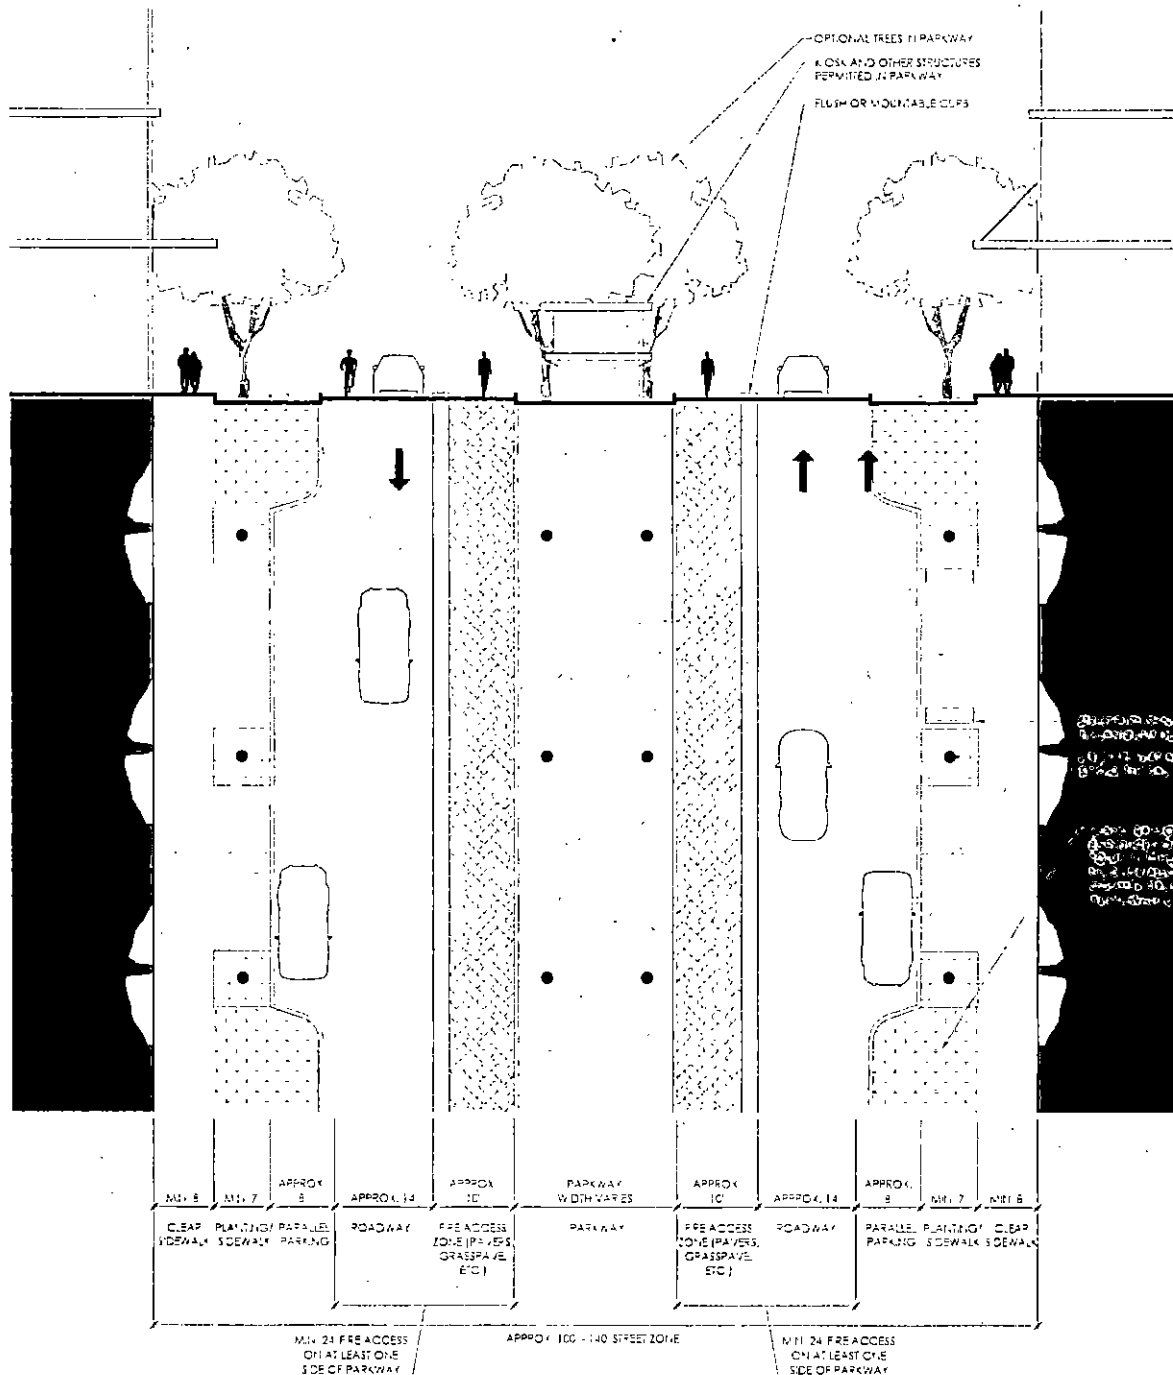 OPTIONAL TREES IN PARKWAY
KIOSK AND OTHER STRUCTURES
PERMITTED IN PARKWAY
FLUSH OR MOUNTABLE CURB
MIN. 8
MIN. 7
APPROX.
8
APPROX. 14
APPROX.
10'
PARKWAY
WIDTH VARIES
APPROX.
10'
APPROX. 14
APPROX.
8
MIN. 7
MIN. 8
CLEAR
SIDEWALK
PLANTING/
SIDEWALK
PARALLEL
PARKING
ROADWAY
FIRE ACCESS
ZONE (PAVERS,
GRASSPAVE,
ETC.)
PARKWAY
FIRE ACCESS
ZONE (PAVERS,
GRASSPAVE,
ETC.)
ROADWAY
PARALLEL
PARKING
PLANTING/
SIDEWALK
CLEAR
SIDEWALK
MIN. 24 FIRE ACCESS
ON AT LEAST ONE
SIDE OF PARKWAY
APPROX. 100 - 140 STREET ZONE
MIN. 24 FIRE ACCESS
ON AT LEAST ONE
SIDE OF PARKWAY